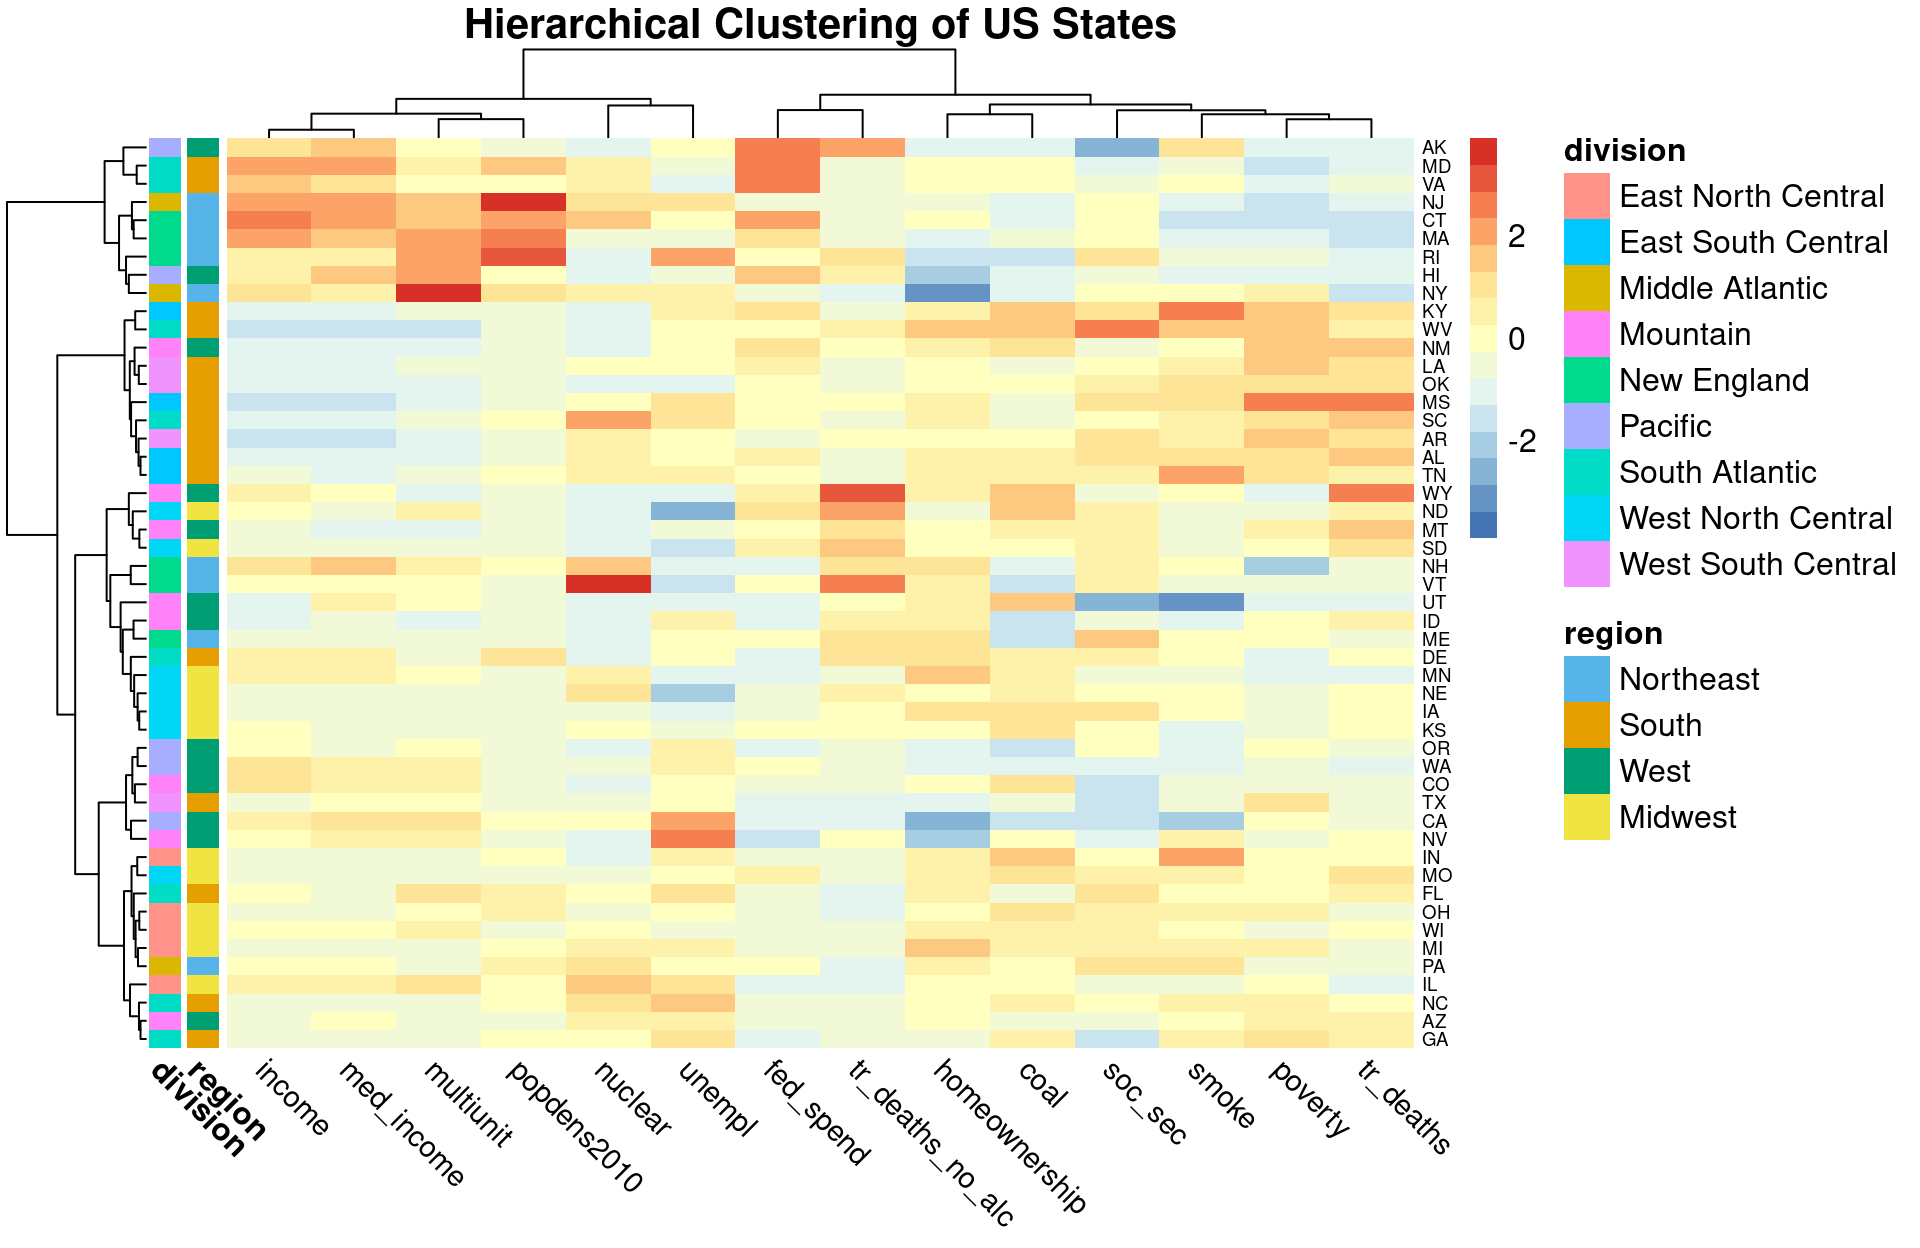 Hierarchical Clustering of US States
AK
MD
VA
NJ
CT
MA
RI
HI
NY
KY
WV
NM
LA
OK
MS
SC
AR
AL
TN
WY
ND
MT
SD
NH
VT
UT
ID
ME
DE
MN
NE
IA
KS
OR
WA
CO
TX
CA
NV
IN
MO
FL
OH
WI
MI
PA
IL
NC
AZ
GA
2
0
-2
division
East North Central
East South Central
Middle Atlantic
Mountain
New England
Pacific
South Atlantic
West North Central
West South Central
region
Northeast
South
West
Midwest
division
region
income
med_income
multiunit
popdens2010
nuclear
unempl
fed_spend
tr_deaths_no_alc
homeownership
coal
soc_sec
smoke
poverty
tr_deaths